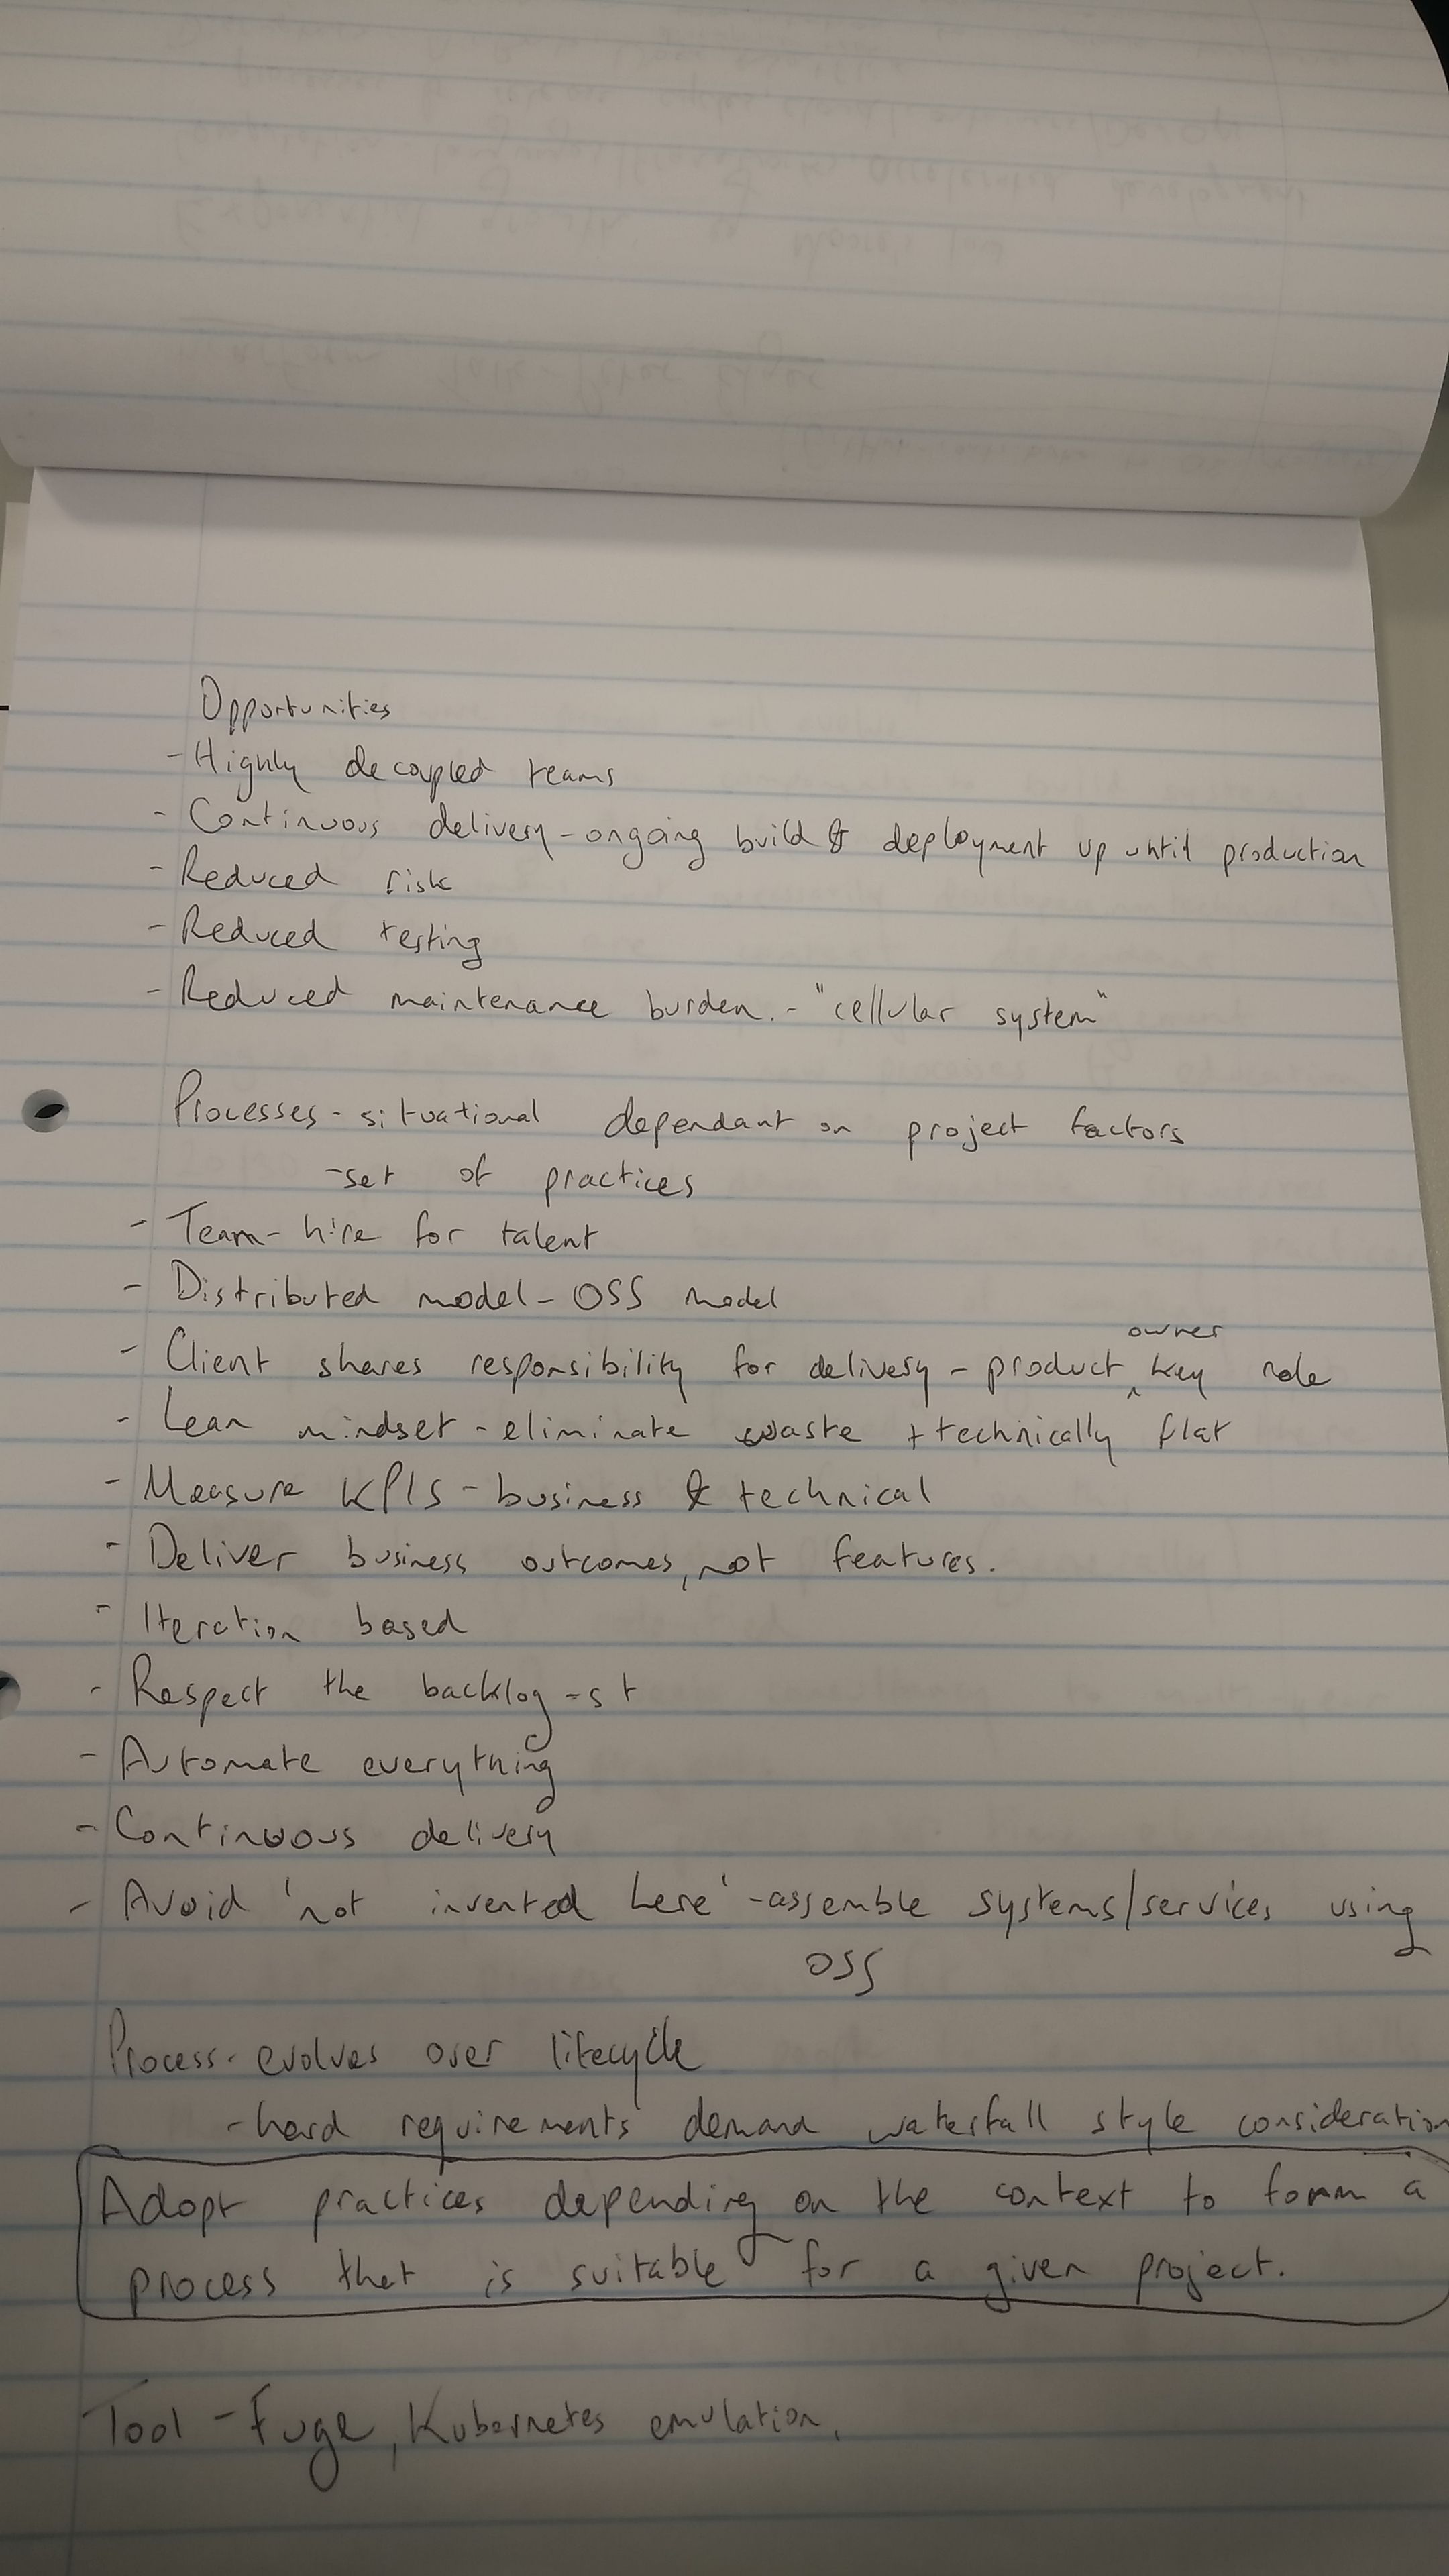 Opportunities
- Highly decoupled teams
- Continuous delivery - ongoing build & deployment up until production
- Reduced risk
- Reduced testing
- Reduced maintenance burden. - "cellular system"
Processes - situational dependant on project factors
- set of practices
- Team - hire for talent
- Distributed model - OSS model
- Client shares responsibility for delivery - product owner key role
- Lean mindset - eliminate waste + technically flat
- Measure KPIS - business & technical
- Deliver business outcomes, not features.
- Iteration based
- Respect the backlog - st
- Automate everything
- Continuous delivery
- Avoid 'not invented here' - assemble systems/services using
OSS
Process - evolves over lifecycle
- hard requirements demand waterfall style consideration
Adopt practices depending on the context to form a
process that is suitable for a given project.
Tool - Fuge, Kubernetes emulation.